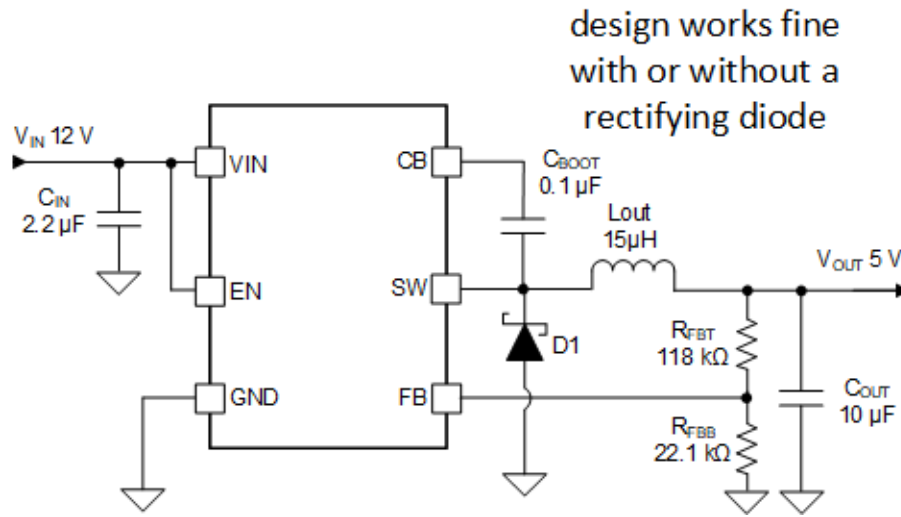 design works fine
with or without a
rectifying diode
VIN 12 V
CIN
2.2 µF
VIN
EN
GND
CB
SW
FB
CBOOT
0.1 µF
Lout
15µH
D1
VOUT 5 V
RFBT
118 kΩ
RFBB
22.1 kΩ
COUT
10 µF